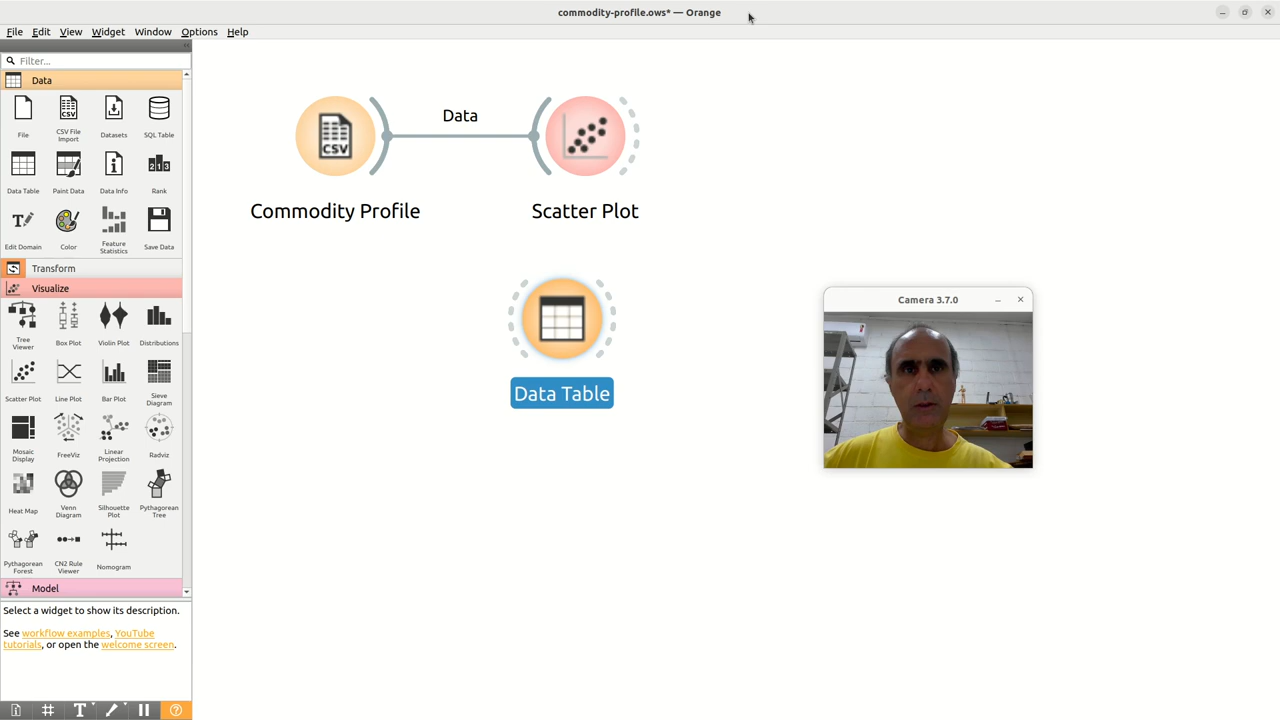 commodity-profile.ows* — Orange
File Edit View Widget Window Options Help
Filter...
Data
File
CSV File
Import
Datasets
SQL Table
Data Table
Paint Data
Data Info
Rank
Edit Domain
Color
Feature
Statistics
Save Data
Transform
Visualize
Tree
Viewer
Box Plot
Violin Plot
Distributions
Scatter Plot
Line Plot
Bar Plot
Sieve
Diagram
Mosaic
Display
FreeViz
Linear
Projection
Radviz
Heat Map
Venn
Diagram
Silhouette
Plot
Pythagorean
Tree
Pythagorean
Forest
CN2 Rule
Viewer
Nomogram
Model
Select a widget to show its description.
See workflow examples, YouTube
tutorials, or open the welcome screen.
CSV
Data
Commodity Profile
Scatter Plot
Data Table
Camera 3.7.0